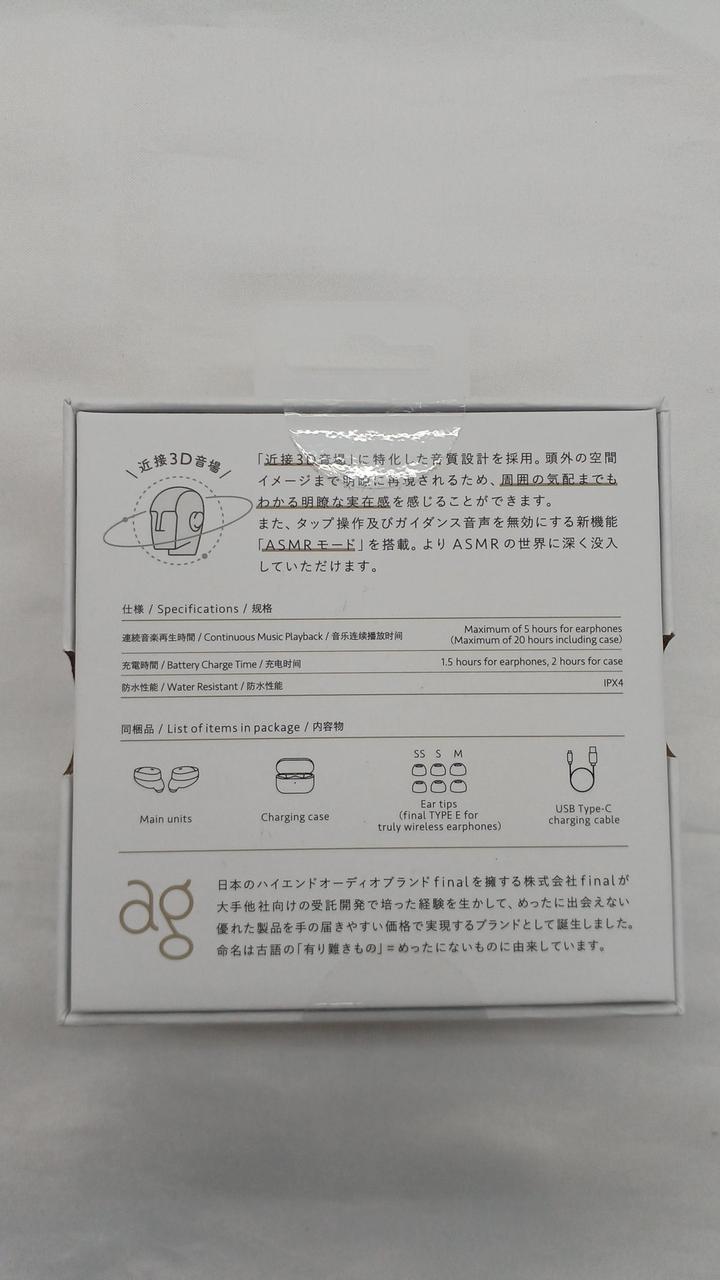 近接3D音場
「近接3D音場」に特化した音質設計を採用。頭外の空間
イメージまで明瞭に再現されるため、周囲の気配までも
わかる明瞭な実在感を感じることができます。
また、タップ操作及びガイダンス音声を無効にする新機能
「ASMRモード」を搭載。よりASMRの世界に深く没入
していただけます。
仕様 / Specifications / 规格
連続音楽再生時間 / Continuous Music Playback / 音乐连续播放时间 Maximum of 5 hours for earphones
(Maximum of 20 hours including case)
充電時間 / Battery Charge Time / 充电时间 1.5 hours for earphones, 2 hours for case
防水性能 / Water Resistant / 防水性能 IPX4
同梱品 / List of items in package / 内容物
SS S M
Main units
Charging case
Ear tips
(final TYPE E for
truly wireless earphones)
USB Type-C
charging cable
ag
日本のハイエンドオーディオブランドfinalを擁する株式会社finalが
大手他社向けの受託開発で培った経験を生かして、めったに出会えない
優れた製品を手の届きやすい価格で実現するブランドとして誕生しました。
命名は古語の「有り難きもの」=めったにないものに由来しています。